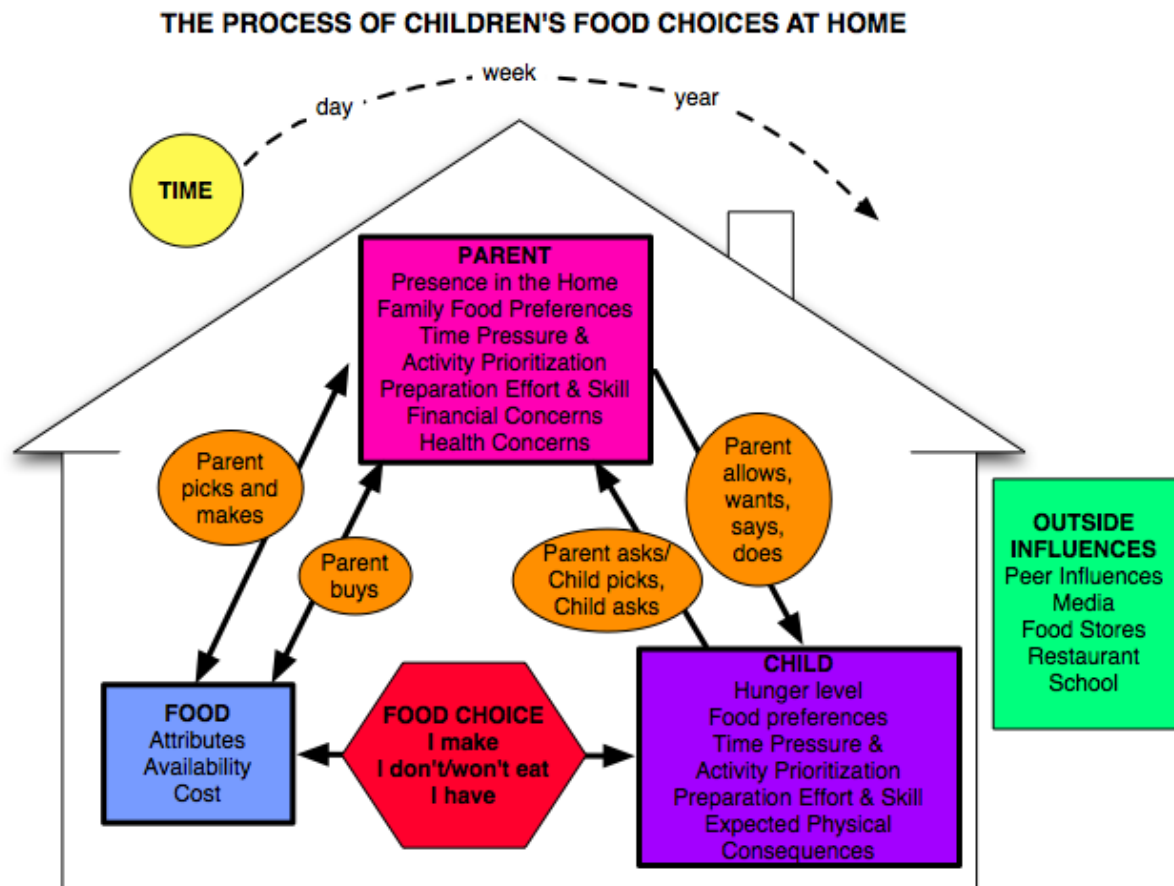 THE PROCESS OF CHILDREN'S FOOD CHOICES AT HOME
week
day
year
TIME
PARENT
Presence in the Home
Family Food Preferences
Time Pressure &
Activity Prioritization
Preparation Effort & Skill
Financial Concerns
Health Concerns
Parent
picks and
makes
Parent
buys
Parent asks/
Child picks,
Child asks
Parent
allows,
wants,
says,
does
OUTSIDE
INFLUENCES
Peer Influences
Media
Food Stores
Restaurant
School
FOOD
Attributes
Availability
Cost
FOOD CHOICE
I make
I don't/won't eat
I have
CHILD
Hunger level
Food preferences
Time Pressure &
Activity Prioritization
Preparation Effort & Skill
Expected Physical
Consequences